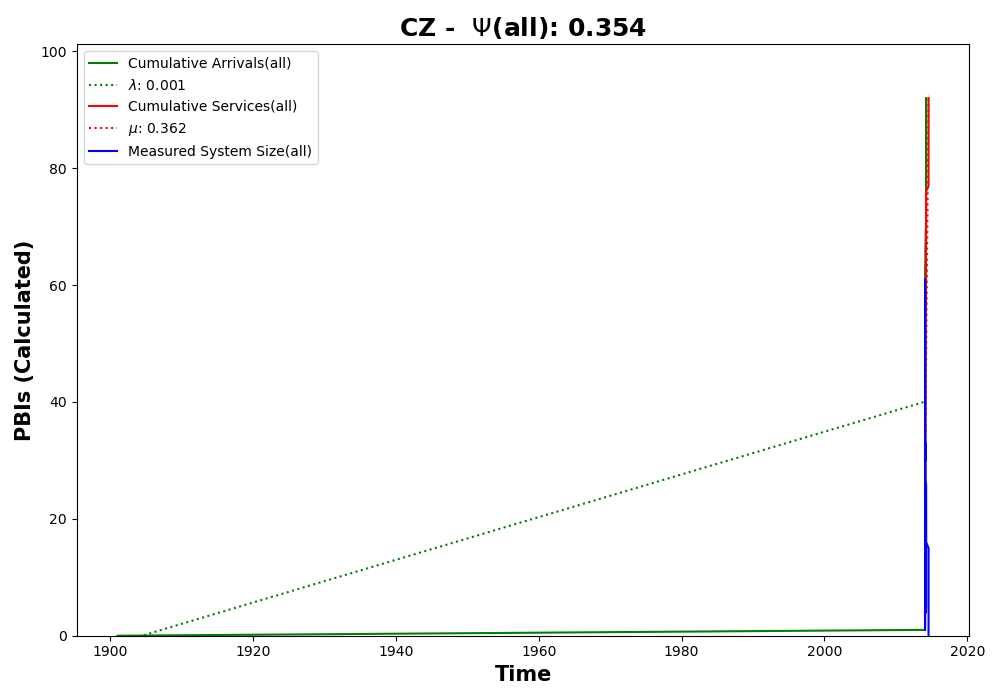 CZ - Ψ(all): 0.354
Cumulative Arrivals(all)
λ: 0.001
Cumulative Services(all)
μ: 0.362
Measured System Size(all)
PBIs (Calculated)
100
80
60
40
20
0
1900 1920 1940 1960 1980 2000 2020
Time